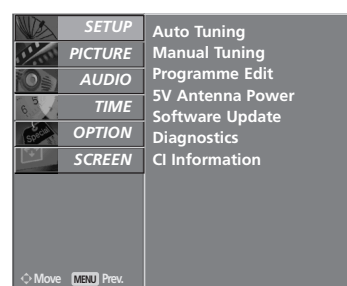 SETUP
PICTURE
AUDIO
TIME
OPTION
SCREEN
Auto Tuning
Manual Tuning
Programme Edit
5V Antenna Power
Software Update
Diagnostics
CI Information
Move MENU Prev.